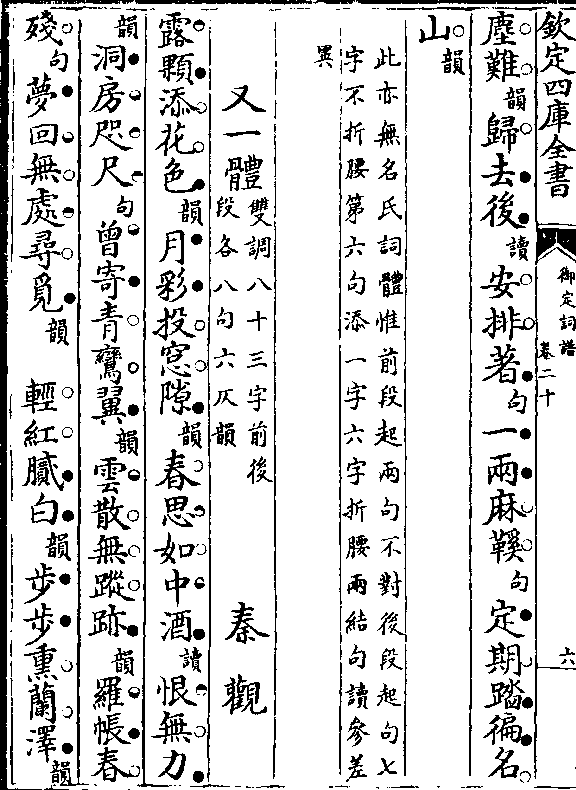 欽定四庫全書
御定詞譜
卷二十
六
塵難韻歸去後讀安排著句一兩麻鞵句定期踏徧名
山韻
此亦無名氏詞體惟前段起兩句不對後段起句七
字不折腰第六句添一字六字折腰兩結句讀參差
異
又一體雙調八十三字前後
段各八句六仄韻
秦觀
露顆添花色韻月彩投窓隙韻春思如中酒讀恨無力
韻洞房咫尺句曾寄青鸞翼韻雲散無蹤跡韻羅帳春
殘句夢回無處尋覓韻 輕紅膩白韻步步熏蘭澤韻